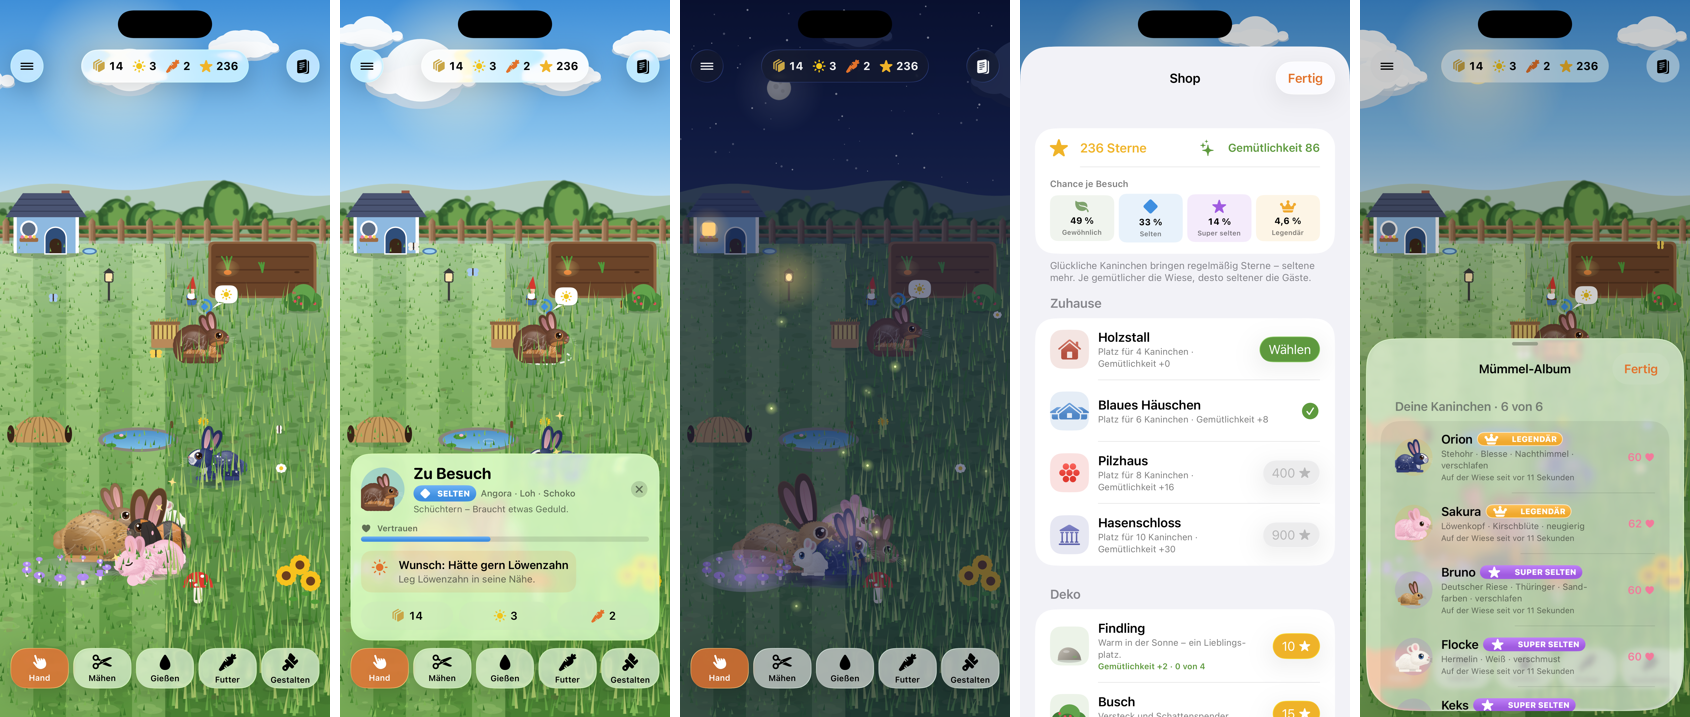 14 3 2 236
Hand
Mähen
Gießen
Futter
Gestalten
14 3 2 236
Zu Besuch
SELTEN Angora · Loh · Schoko
Schüchtern – Braucht etwas Geduld.
Vertrauen
Wunsch: Hätte gern Löwenzahn
Leg Löwenzahn in seine Nähe.
14 3 2
Hand
Mähen
Gießen
Futter
Gestalten
14 3 2 236
Hand
Mähen
Gießen
Futter
Gestalten
Shop
Fertig
236 Sterne
Gemütlichkeit 86
Chance je Besuch
49 %
Gewöhnlich
33 %
Selten
14 %
Super selten
4,6 %
Legendär
Glückliche Kaninchen bringen regelmäßig Sterne – seltene
mehr. Je gemütlicher die Wiese, desto seltener die Gäste.
Zuhause
Holzstall
Platz für 4 Kaninchen ·
Gemütlichkeit +0
Wählen
Blaues Häuschen
Platz für 6 Kaninchen · Gemütlichkeit +8
Pilzhaus
Platz für 8 Kaninchen ·
Gemütlichkeit +16
400
Hasenschloss
Platz für 10 Kaninchen ·
Gemütlichkeit +30
900
Deko
Findling
Warm in der Sonne – ein Lieblings-
platz.
Gemütlichkeit +2 · 0 von 4
10
Busch
Versteck und Schattenspender
15
14 3 2 236
Mümmel-Album
Fertig
Deine Kaninchen · 6 von 6
Orion LEGENDÄR
Stehohr · Blesse · Nachthimmel ·
verschlafen
Auf der Wiese seit vor 11 Sekunden
60
Sakura LEGENDÄR
Löwenkopf · Kirschblüte · neugierig
Auf der Wiese seit vor 11 Sekunden
62
Bruno SUPER SELTEN
Deutscher Riese · Thüringer · Sand-
farben · verschlafen
Auf der Wiese seit vor 11 Sekunden
60
Flocke SUPER SELTEN
Hermelin · Weiß · verschmust
Auf der Wiese seit vor 11 Sekunden
60
Keks SUPER SELTEN